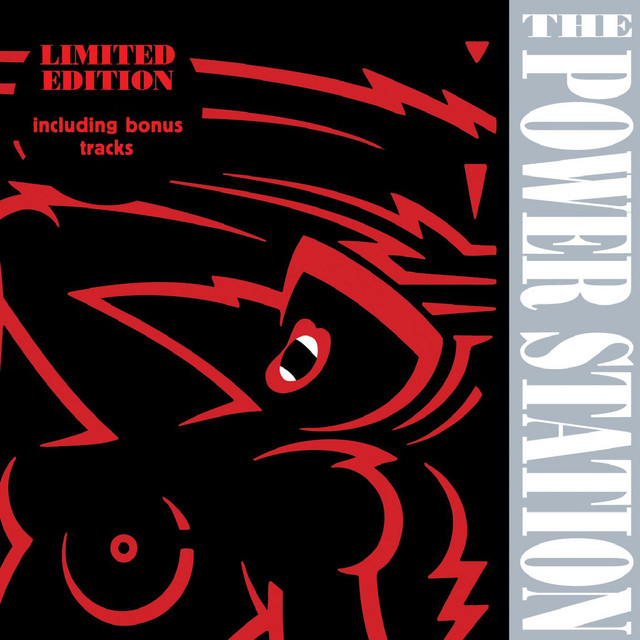 LIMITED
EDITION
including bonus
tracks
THE
POWER STATION